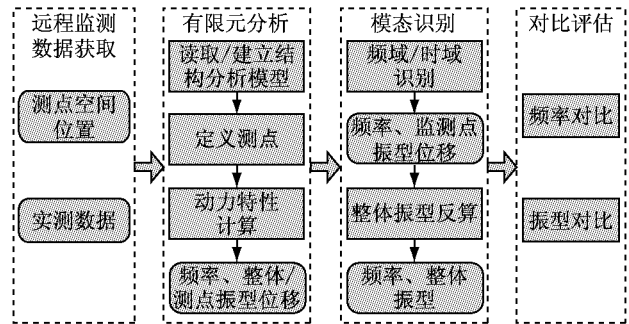 远程监测
数据获取
测点空间
位置
实测数据
有限元分析
读取/建立结
构分析模型
定义测点
动力特性
计算
频率、整体/
测点振型位移
模态识别
频域/时域
识别
频率、监测点
振型位移
整体振型反算
频率、整体
振型
对比评估
频率对比
振型对比